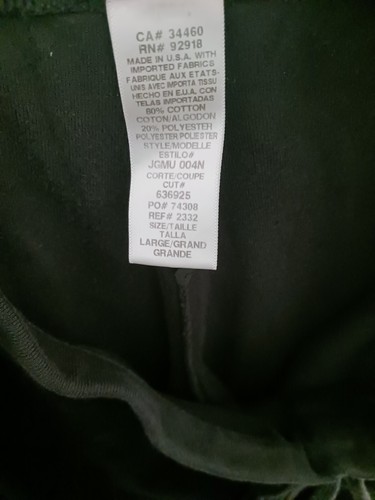 CA# 34460
RN# 92918
MADE IN U.S.A. WITH
IMPORTED FABRICS
FABRIQUE AUX ETATS-
UNIS AVEC IMPORTA TISSU
HECHO EN E.U.A. CON
TELAS IMPORTADAS
80% COTTON
COTON/ALGODON
20% POLYESTER
POLYESTER POLIESTER
STYLE/MODELLE
ESTILO#
JGMU 004N
CORTE/COUPE
CUT#
636925
PO# 74308
REF# 2332
SIZE/TAILLE
TALLA
LARGE/GRAND
GRANDE